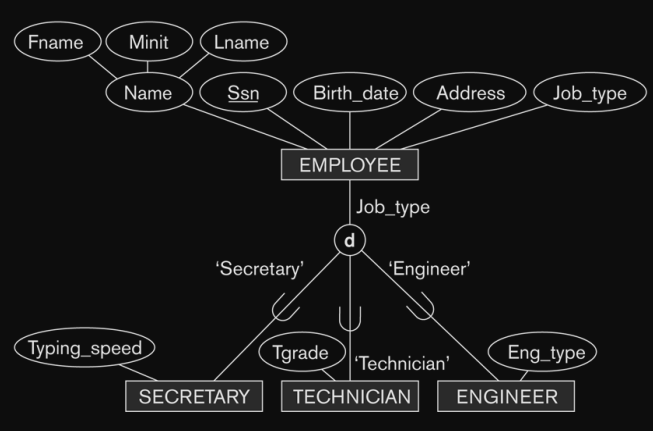 Fname
Minit
Lname
Name
Ssn
Birth_date
Address
Job_type
EMPLOYEE
Job_type
d
‘Secretary’
‘Engineer’
Typing_speed
Tgrade
‘Technician’
Eng_type
SECRETARY
TECHNICIAN
ENGINEER